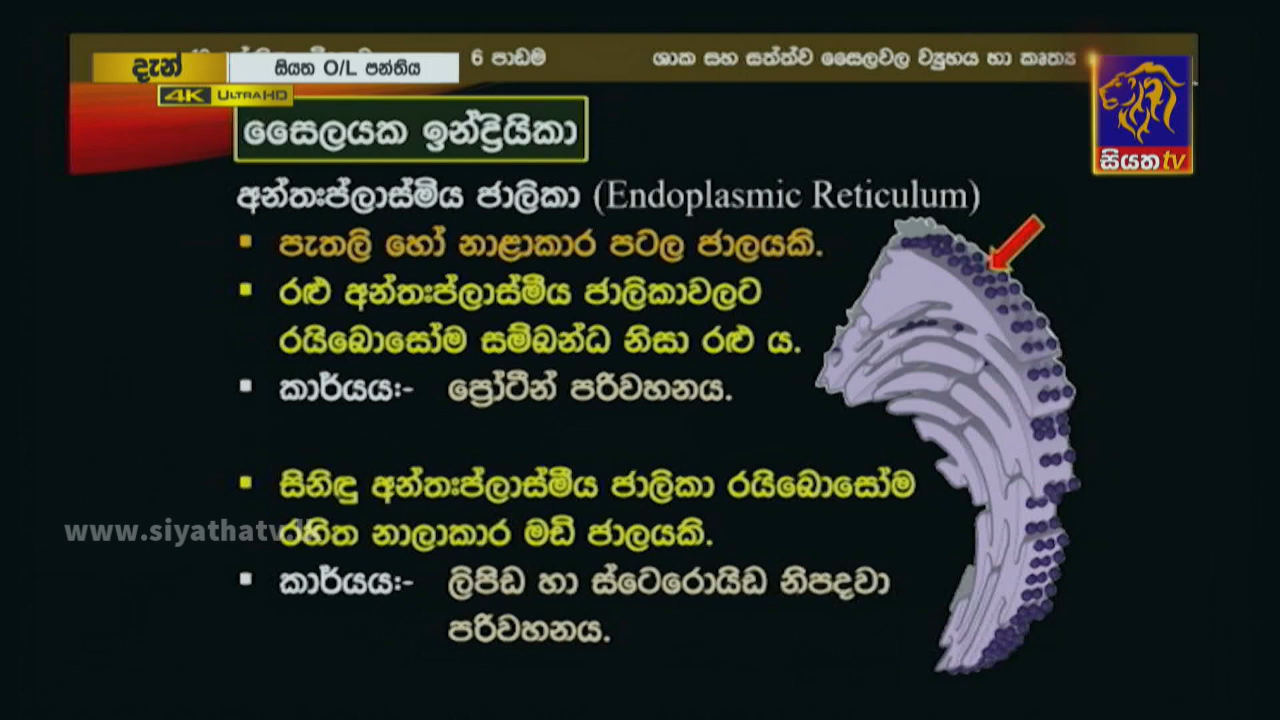 6 පාඩම ශාක සහ සත්ත්ව සෛලවල ව්‍යුහය හා කෘත්‍ය
දැන් සියත O/L පන්තිය
4K ULTRA HD
සියත tv
සෛලයක ඉන්ද්‍රියිකා
අන්තඃප්ලාස්මිය ජාලිකා (Endoplasmic Reticulum)
▪ පැතලි හෝ නාළාකාර පටල ජාලයකි.
▪ රළු අන්තඃප්ලාස්මීය ජාලිකාවලට
රයිබොසෝම සම්බන්ධ නිසා රළු ය.
▪ කාර්යයඃ- ප්‍රෝටීන් පරිවහනය.
▪ සිනිඳු අන්තඃප්ලාස්මීය ජාලිකා රයිබොසෝම
රහිත නාලාකාර මඩි ජාලයකි.
www.siyathatv.
▪ කාර්යයඃ- ලිපිඩ හා ස්ටෙරොයිඩ නිපදවා
පරිවහනය.